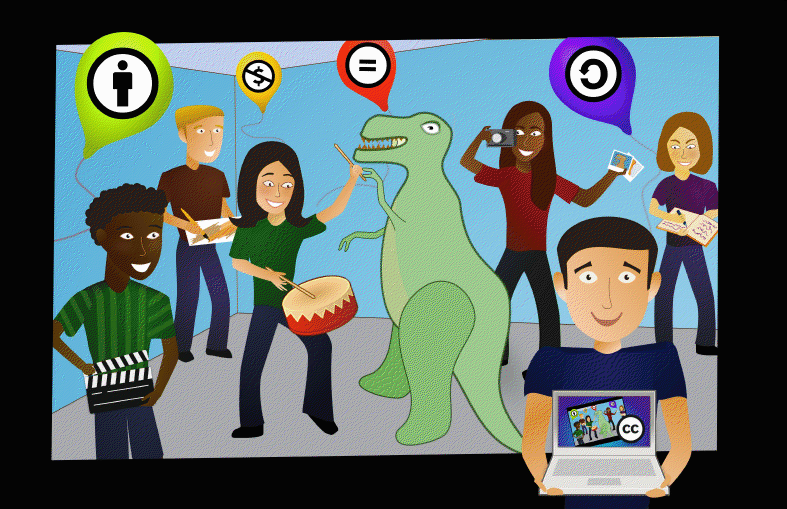 $
=
cc